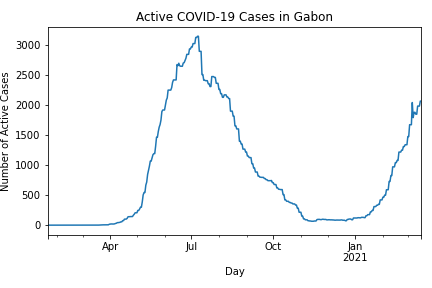 Active COVID-19 Cases in Gabon
Number of Active Cases
3000
2500
2000
1500
1000
500
0
Apr
Jul
Oct
Jan
2021
Day